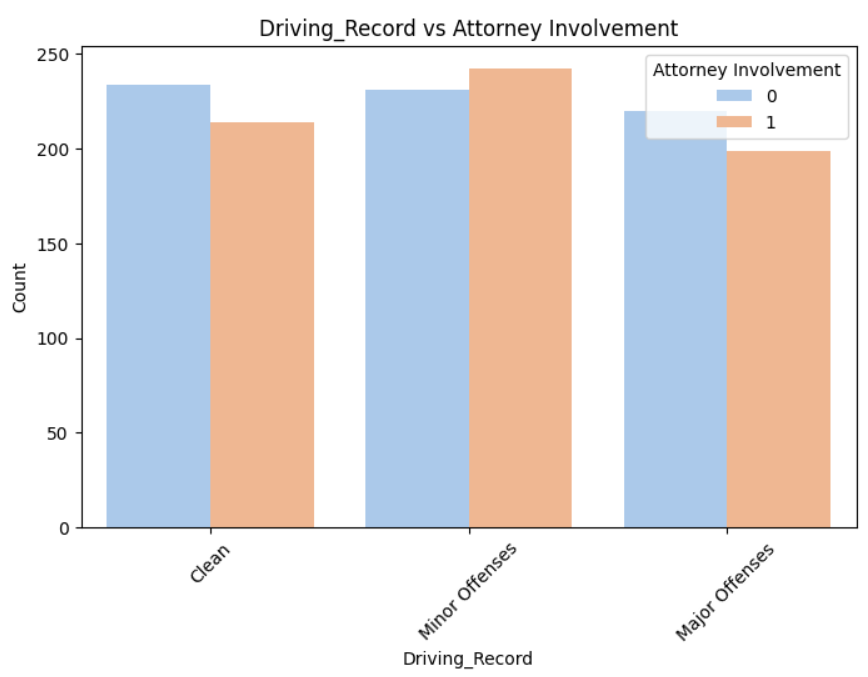 Driving_Record vs Attorney Involvement
Attorney Involvement
0
1
250
200
150
100
50
0
Count
Clean
Minor Offenses
Major Offenses
Driving_Record